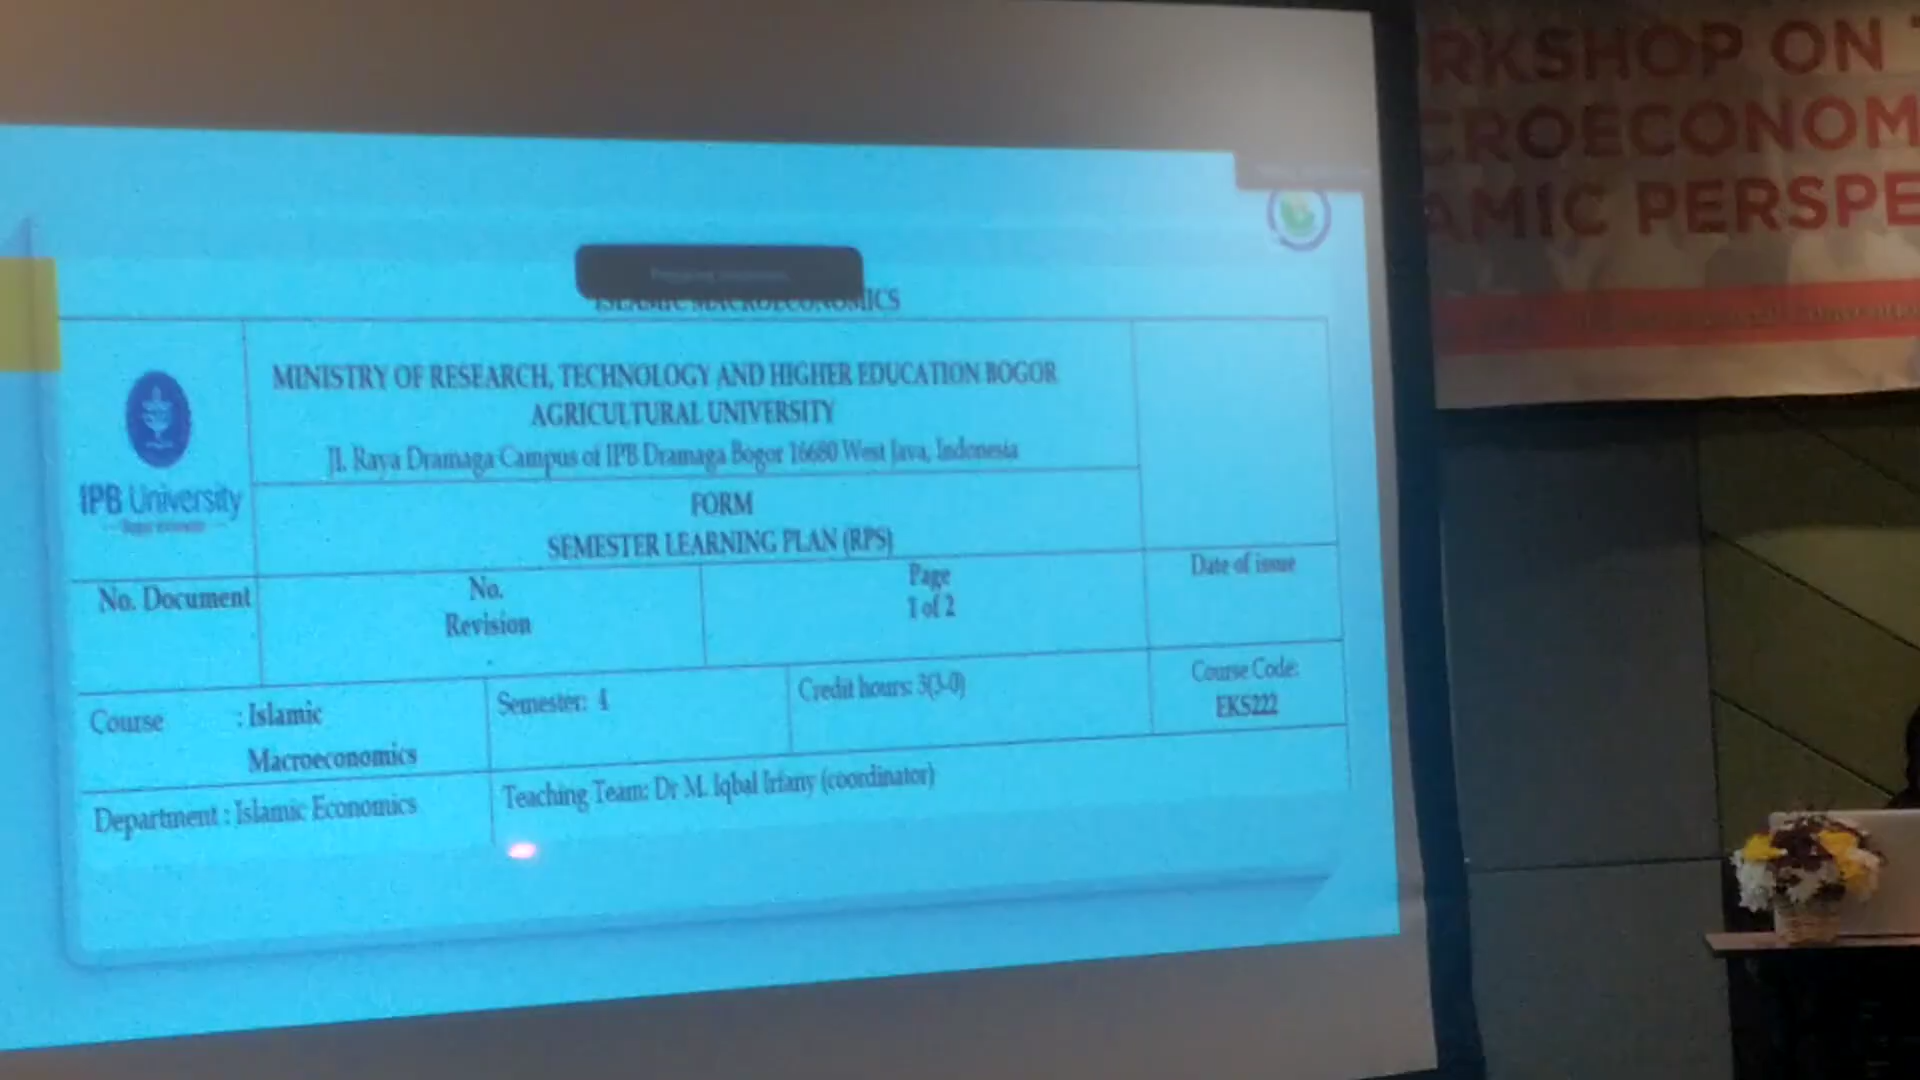 ISLAMIC MACROECONOMICS
MINISTRY OF RESEARCH, TECHNOLOGY AND HIGHER EDUCATION BOGOR
AGRICULTURAL UNIVERSITY
Jl. Raya Dramaga Campus of IPB Dramaga Bogor 16680 West Java, Indonesia
IPB University
FORM
SEMESTER LEARNING PLAN (RPS)
No. Document
No.
Revision
Page
1 of 2
Date of issue
Course : Islamic
Macroeconomics
Semester: 4
Credit hours: 3(3-0)
Course Code:
EKS222
Department : Islamic Economics
Teaching Team: Dr M. Iqbal Irfany (coordinator)
RKSHOP ON
CROECONOM
AMIC PERSPE